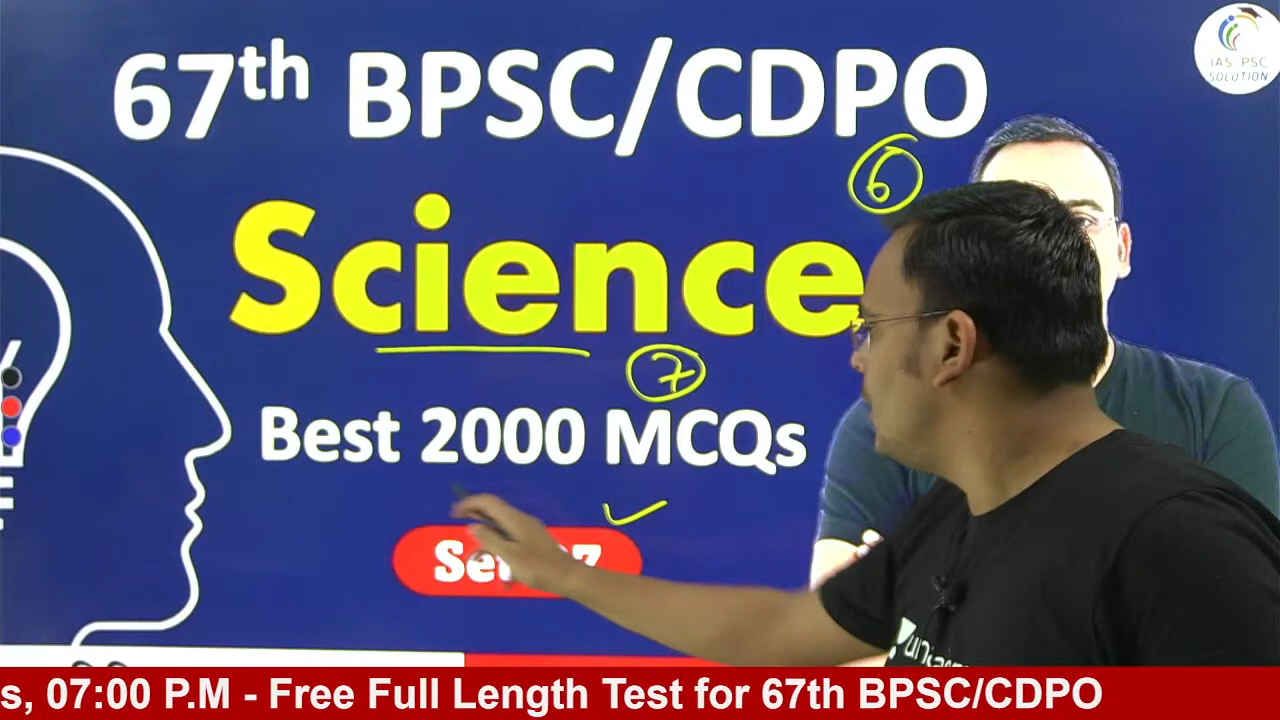 67th BPSC/CDPO
IAS PSC
SOLUTION
6
Science
7
Best 2000 MCQs
s, 07:00 P.M - Free Full Length Test for 67th BPSC/CDPO